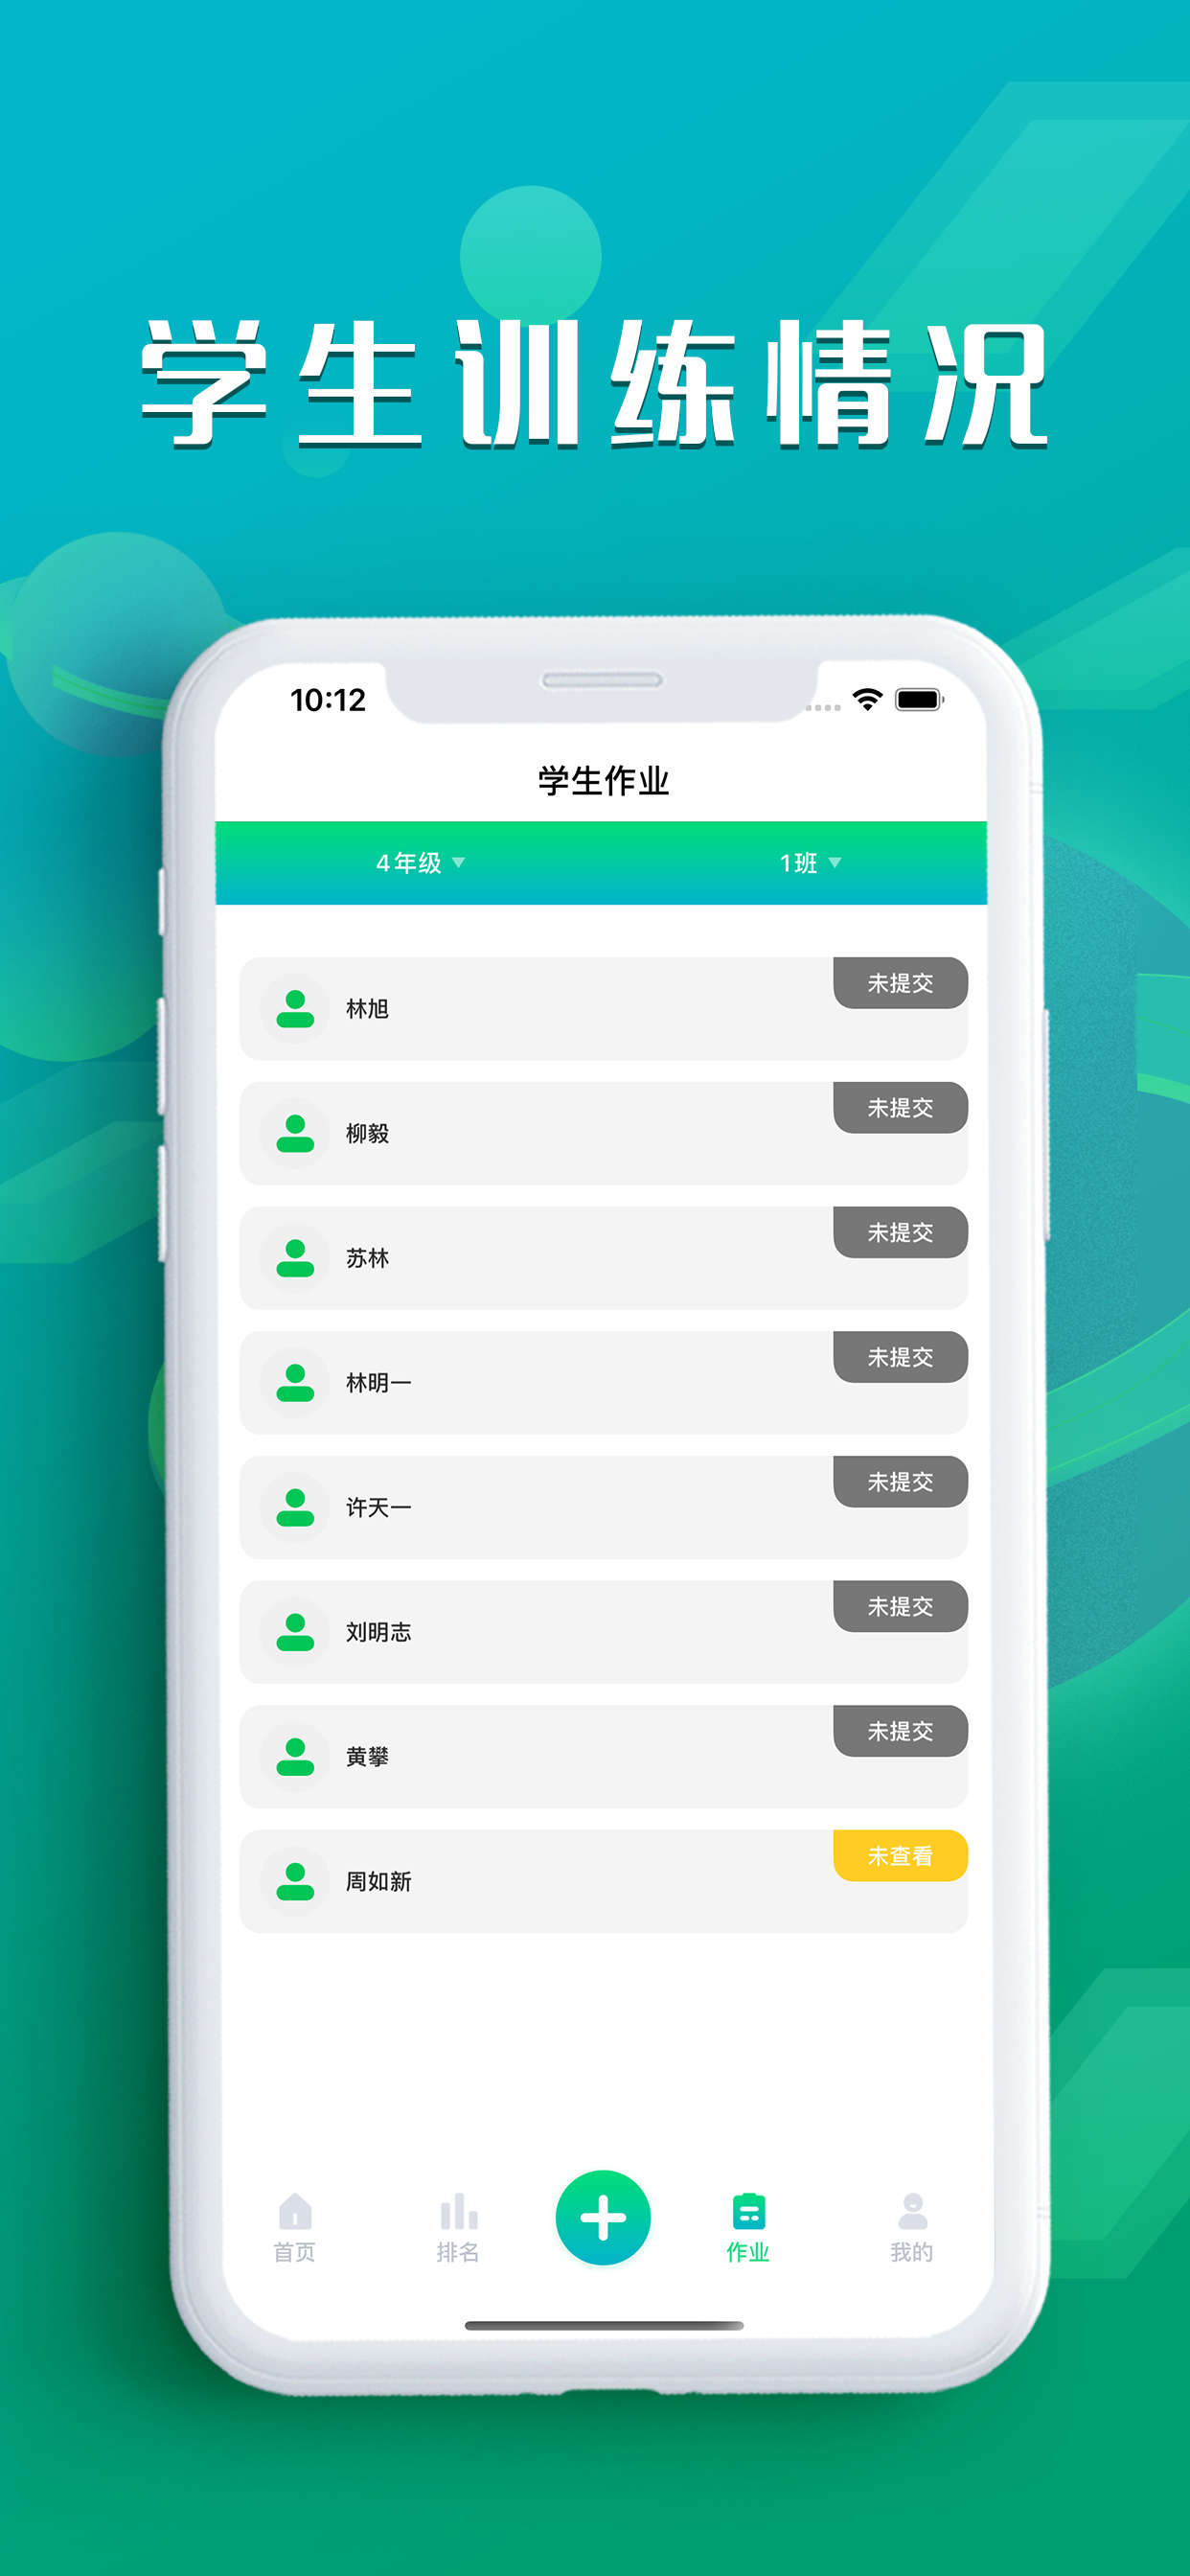 学生训练情况
10:12
学生作业
4年级 1班
未提交
林旭
未提交
柳毅
未提交
苏林
未提交
林明一
未提交
许天一
未提交
刘明志
未提交
黄攀
未查看
周如新
首页 排名 作业 我的